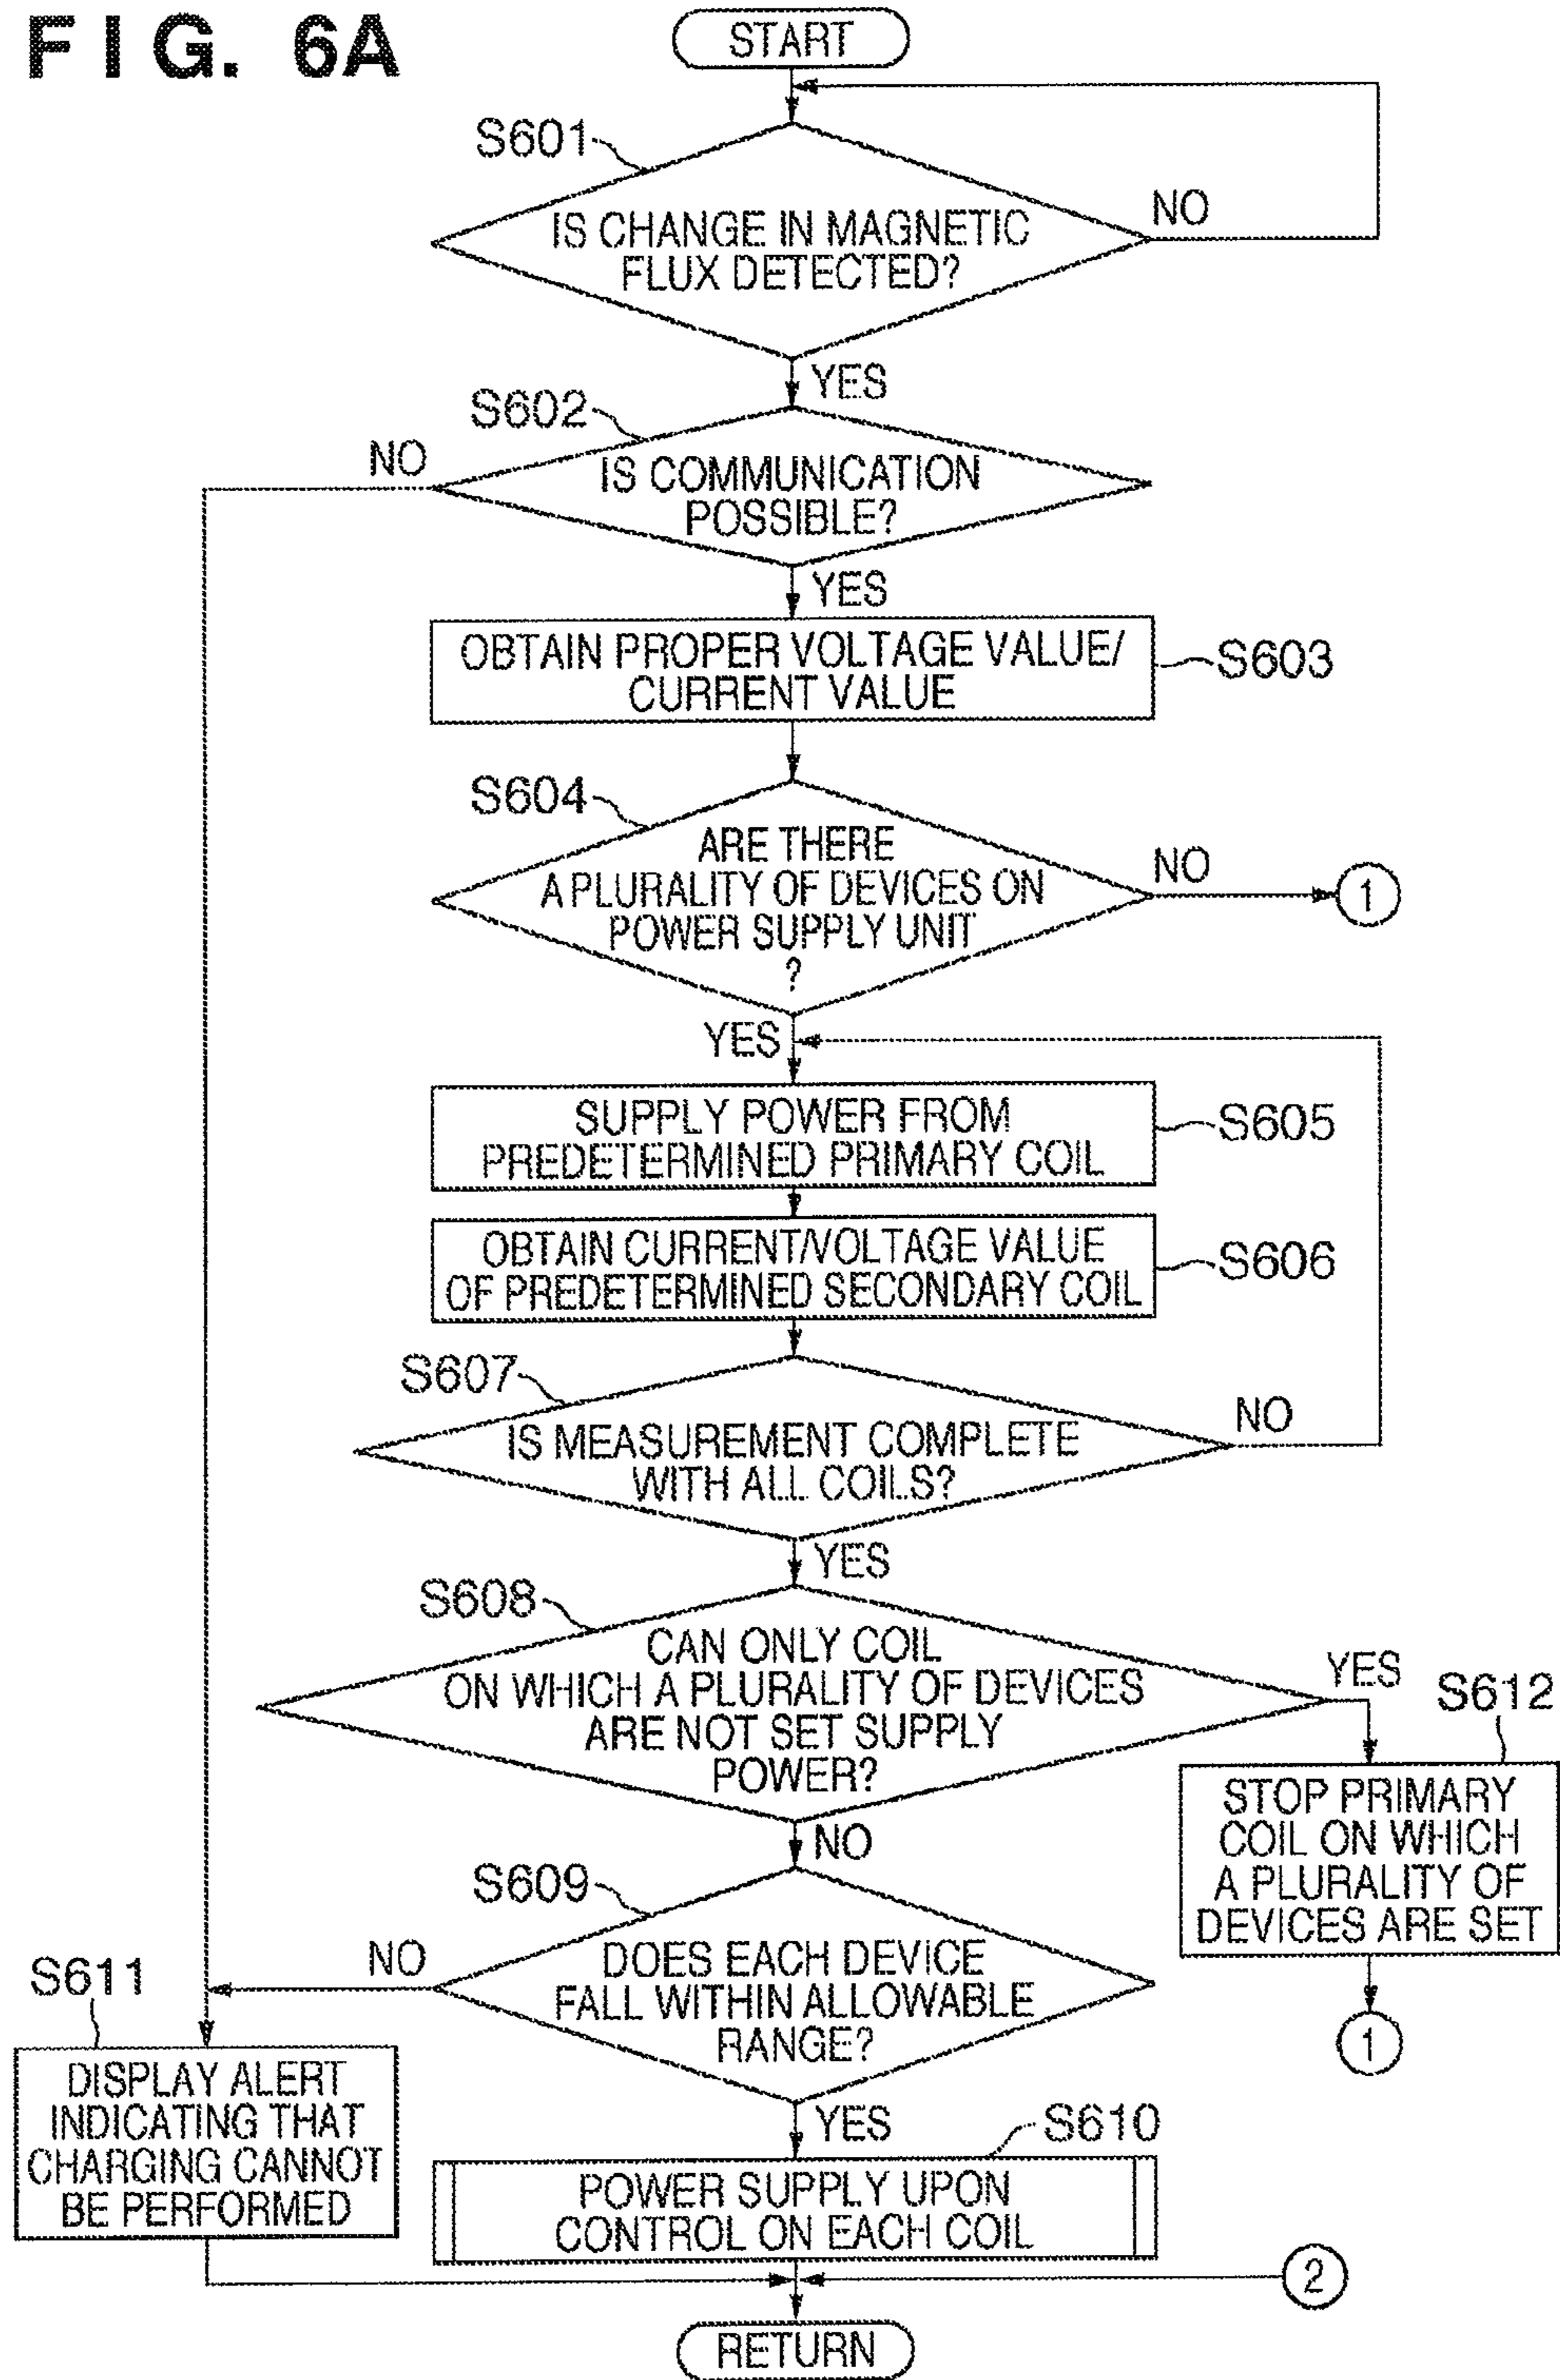 FIG. 6A
START
S601
IS CHANGE IN MAGNETIC
FLUX DETECTED?
NO
YES
S602
NO
IS COMMUNICATION
POSSIBLE?
YES
OBTAIN PROPER VOLTAGE VALUE/
CURRENT VALUE
S603
S604
ARE THERE
A PLURALITY OF DEVICES ON
POWER SUPPLY UNIT
?
NO
1
YES
SUPPLY POWER FROM
PREDETERMINED PRIMARY COIL
S605
OBTAIN CURRENT/VOLTAGE VALUE
OF PREDETERMINED SECONDARY COIL
S606
S607
IS MEASUREMENT COMPLETE
WITH ALL COILS?
NO
YES
S608
CAN ONLY COIL
ON WHICH A PLURALITY OF DEVICES
ARE NOT SET SUPPLY
POWER?
YES
S612
STOP PRIMARY
COIL ON WHICH
A PLURALITY OF
DEVICES ARE SET
1
NO
S609
DOES EACH DEVICE
FALL WITHIN ALLOWABLE
RANGE?
NO
S611
DISPLAY ALERT
INDICATING THAT
CHARGING CANNOT
BE PERFORMED
YES
S610
POWER SUPPLY UPON
CONTROL ON EACH COIL
2
RETURN